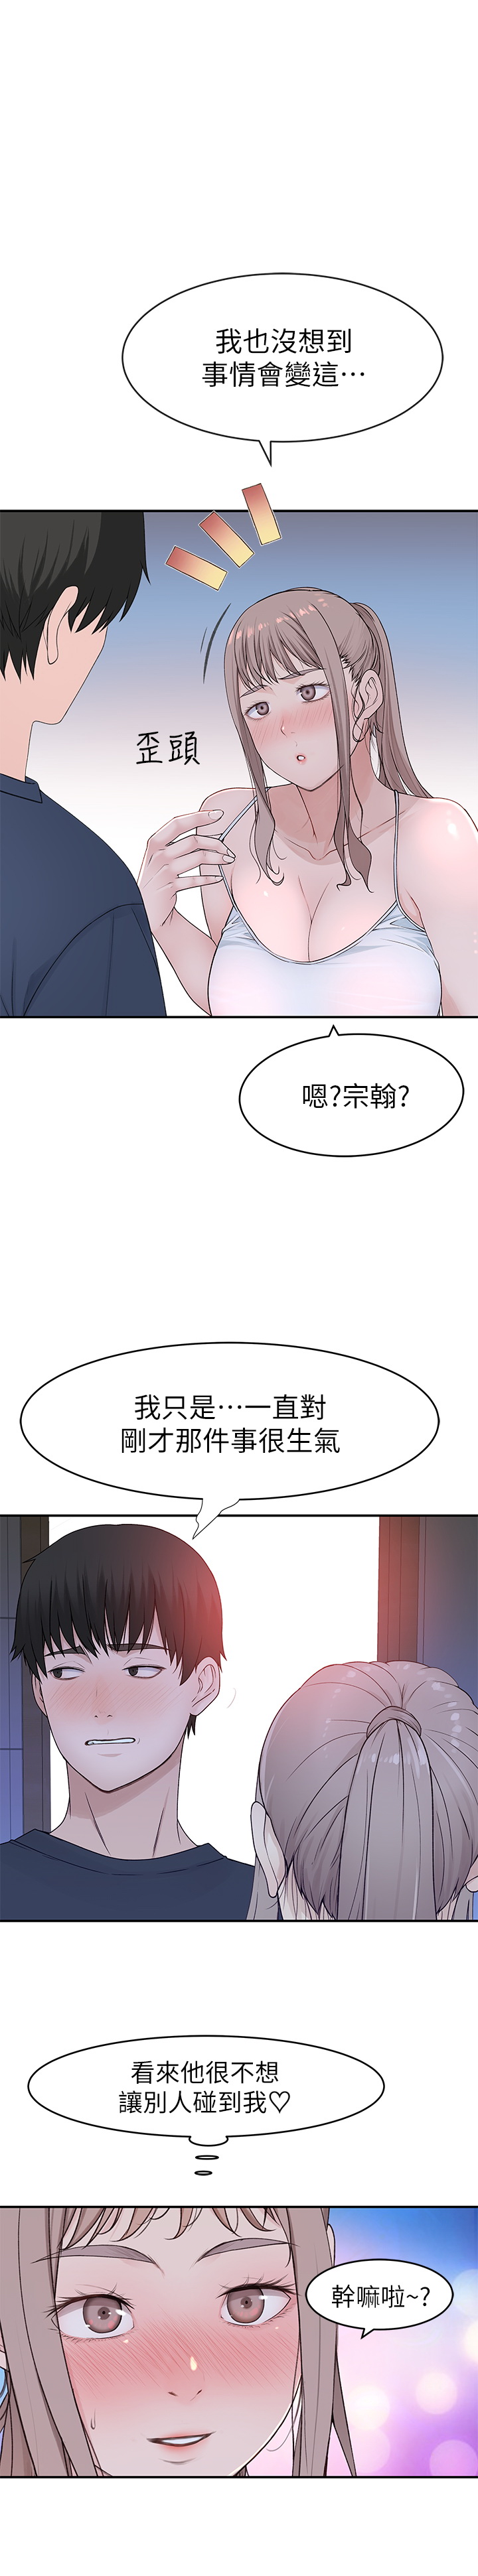 我也沒想到
事情會變這⋯
歪頭
嗯?宗翰?
我只是⋯一直對
剛才那件事很生氣
看來他很不想
讓別人碰到我♡
幹嘛啦~?